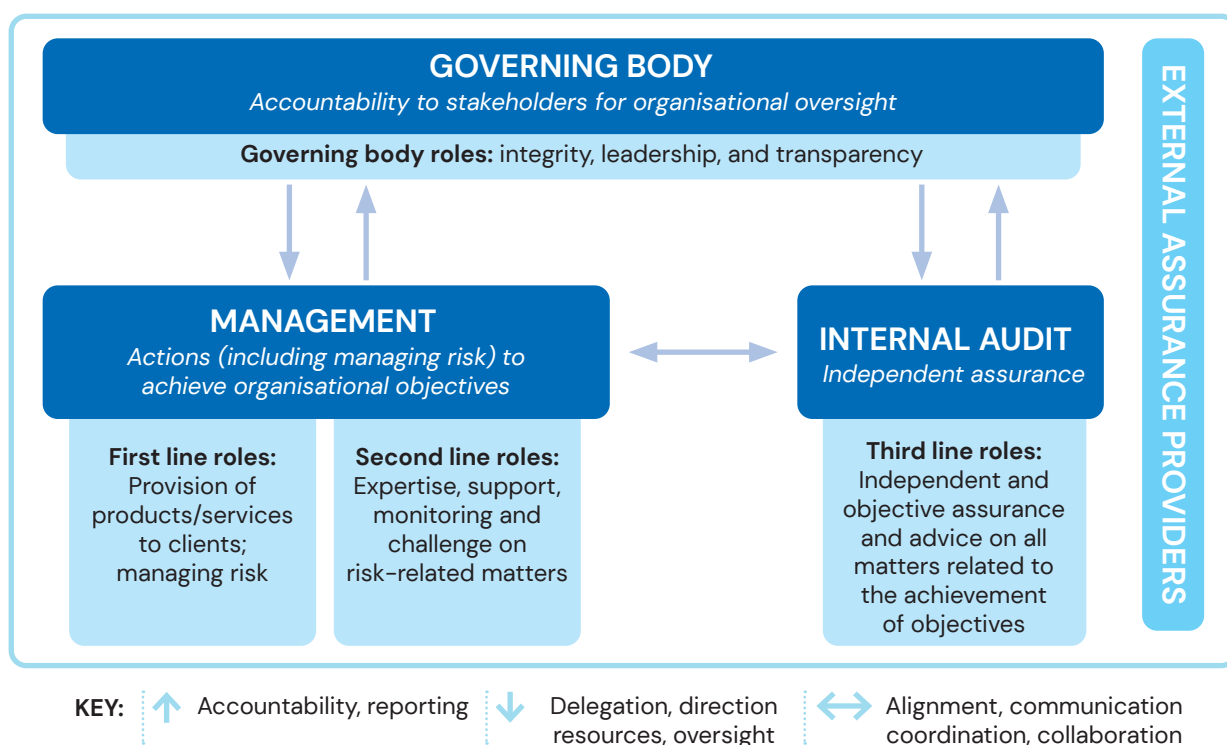 GOVERNING BODY
Accountability to stakeholders for organisational oversight
Governing body roles: integrity, leadership, and transparency
MANAGEMENT
Actions (including managing risk) to
achieve organisational objectives
First line roles:
Provision of
products/services
to clients;
managing risk
Second line roles:
Expertise, support,
monitoring and
challenge on
risk-related matters
INTERNAL AUDIT
Independent assurance
Third line roles:
Independent and
objective assurance
and advice on all
matters related to
the achievement
of objectives
EXTERNAL ASSURANCE PROVIDERS
KEY:
Accountability, reporting
Delegation, direction
resources, oversight
Alignment, communication
coordination, collaboration